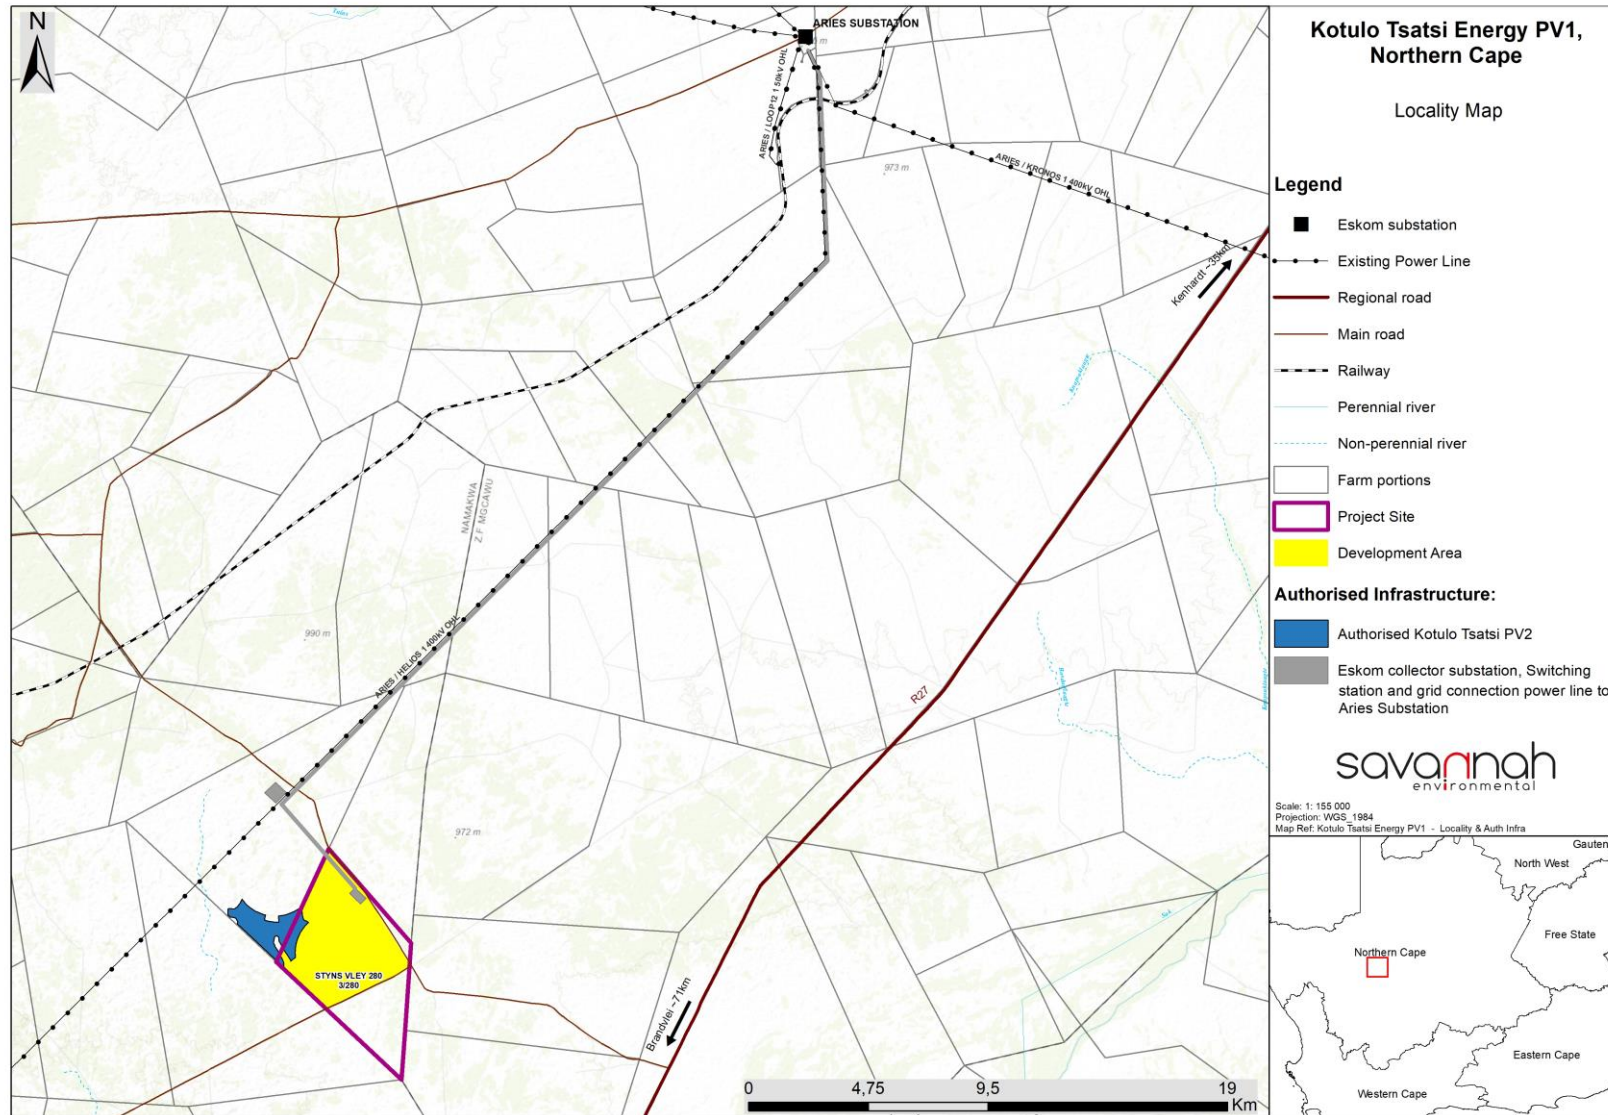 N
ARIES SUBSTATION
ARIES / LOOP12 1 50kV OHL
973 m
ARIES / KRONOS 1 400kV OHL
Kenhardt ~35km
NAMAKWA
Z F MGCAWU
990 m
ARIES / HELIOS 1 400kV OHL
R27
972 m
STYNS VLEY 280
3/280
Brandvlei ~71km
0 4,75 9,5 19
Km
Kotulo Tsatsi Energy PV1,
Northern Cape
Locality Map
Legend
Eskom substation
Existing Power Line
Regional road
Main road
Railway
Perennial river
Non-perennial river
Farm portions
Project Site
Development Area
Authorised Infrastructure:
Authorised Kotulo Tsatsi PV2
Eskom collector substation, Switching
station and grid connection power line to
Aries Substation
savannah
environmental
Scale: 1: 155 000
Projection: WGS_1984
Map Ref: Kotulo Tsatsi Energy PV1 - Locality & Auth Infra
Gauten
North West
Free State
Northern Cape
Eastern Cape
Western Cape